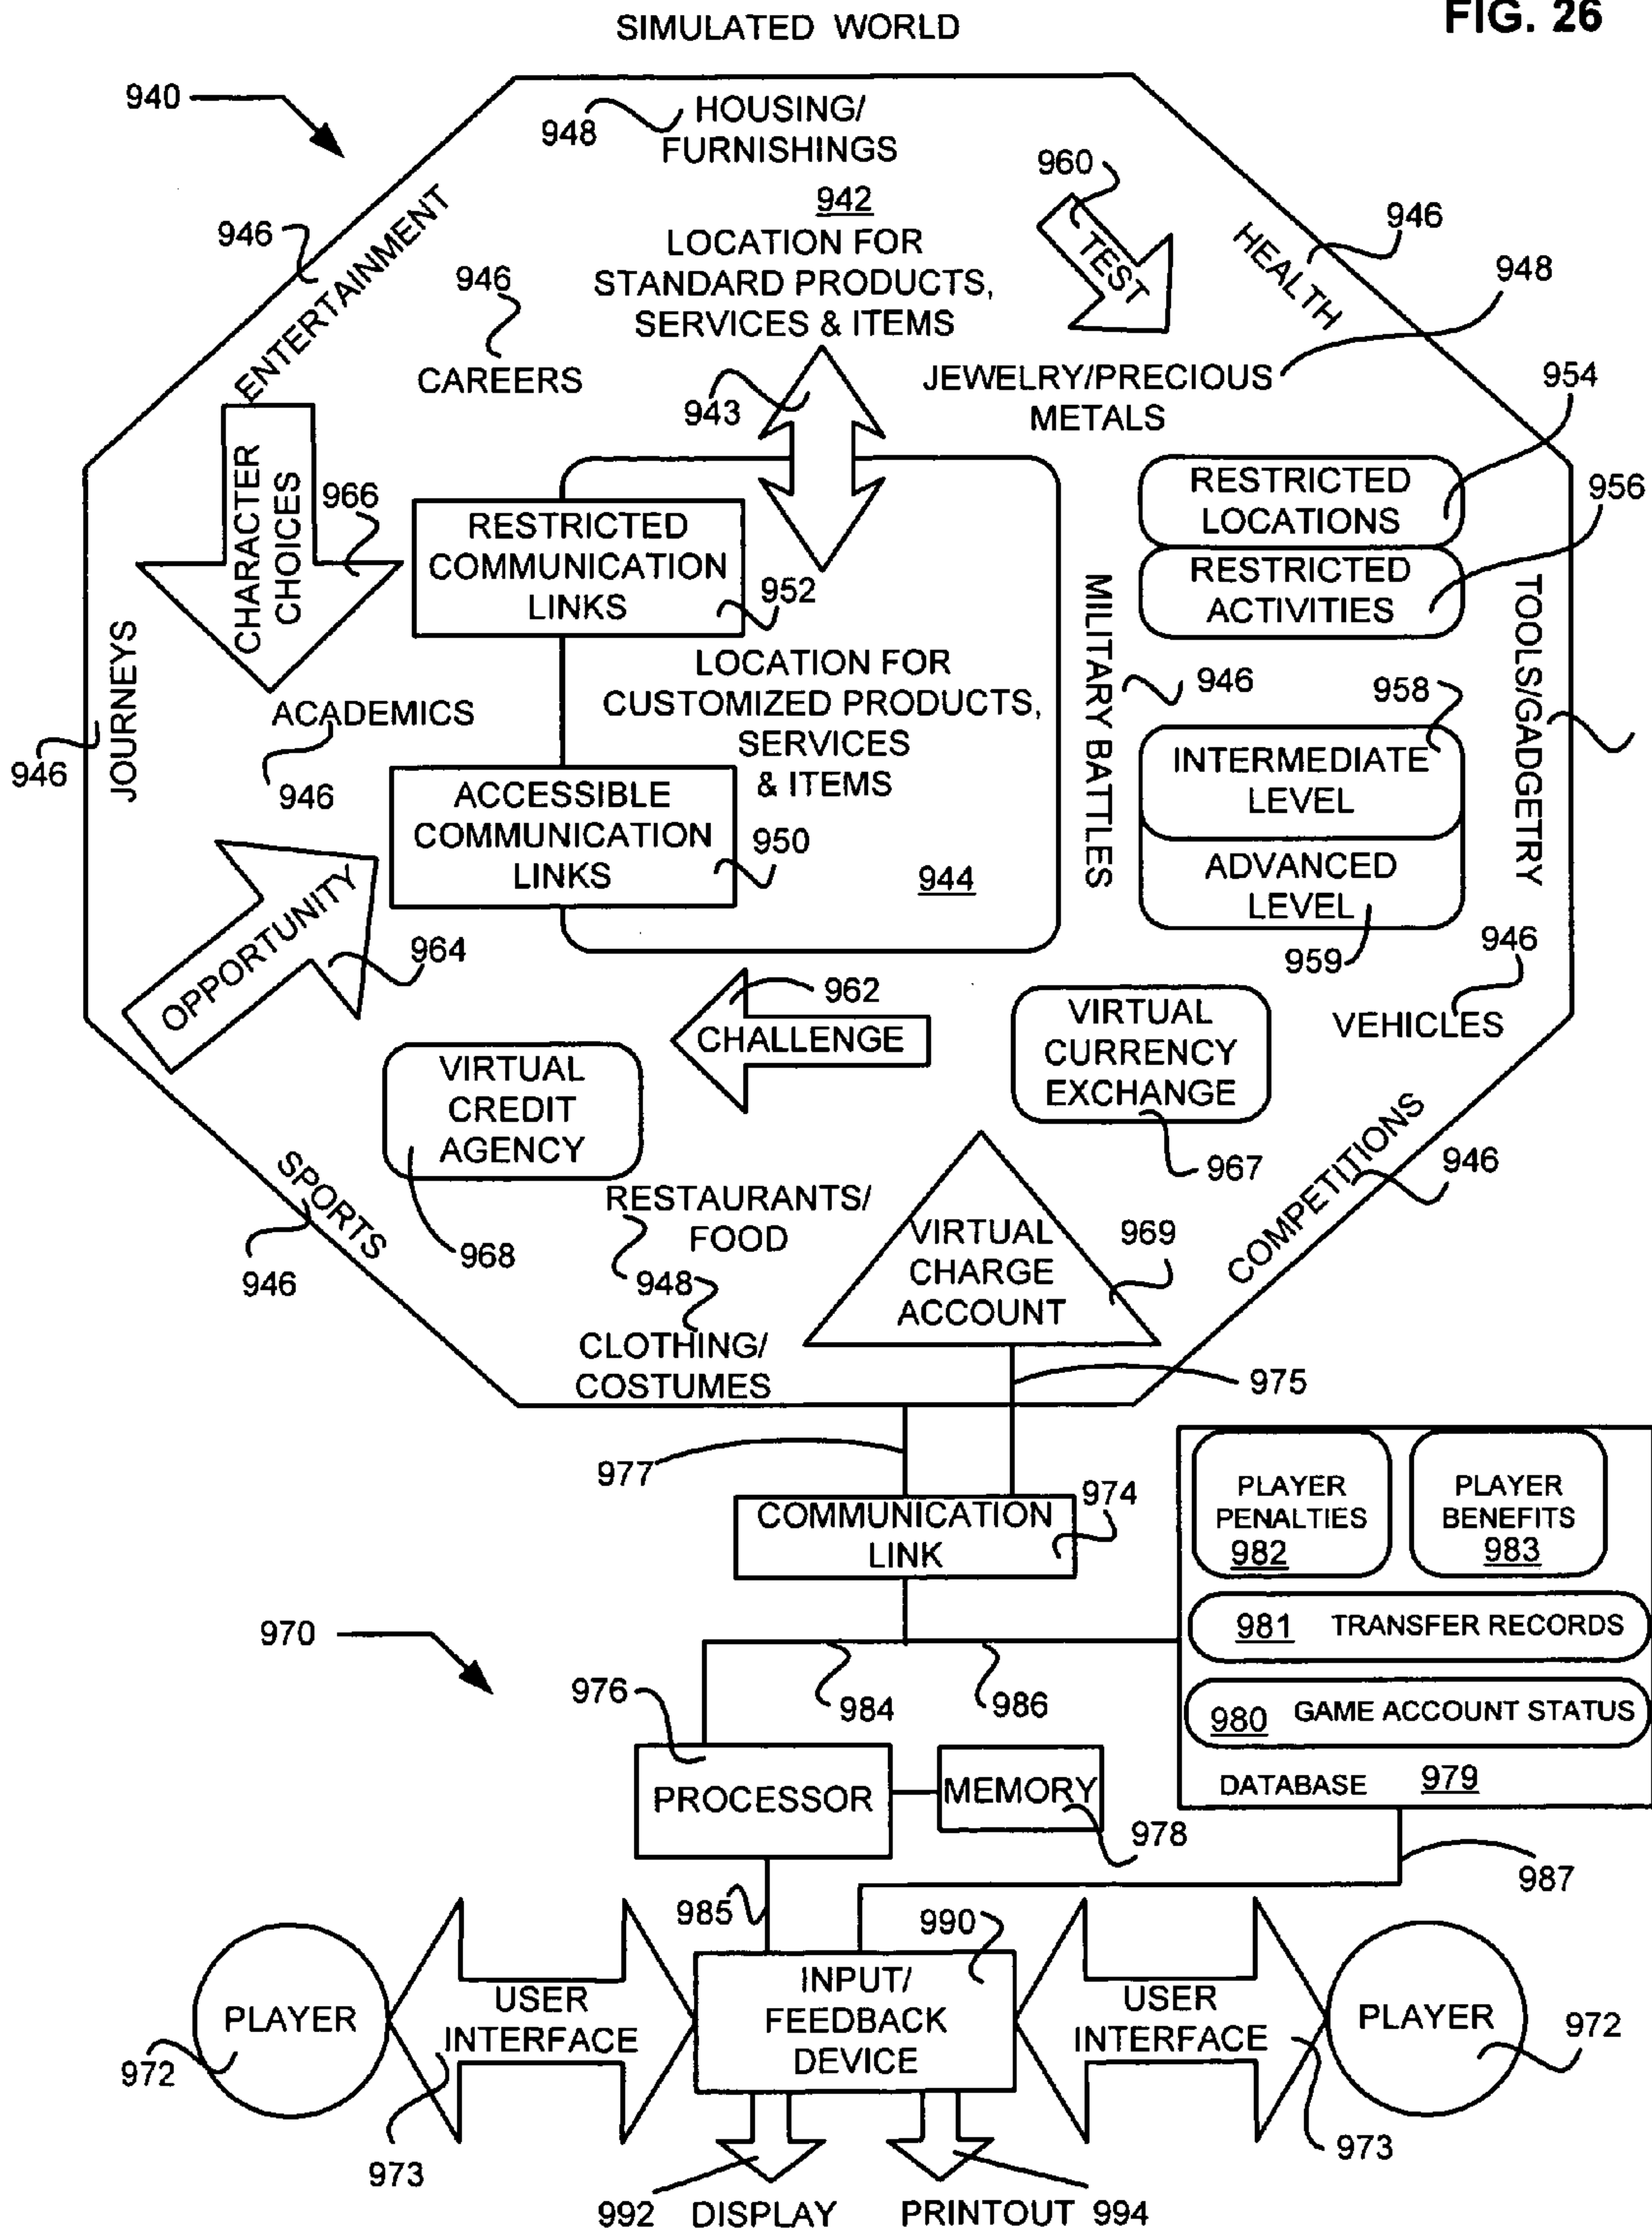 FIG. 26
SIMULATED WORLD
940
948
HOUSING/
FURNISHINGS
960
TEST
942
LOCATION FOR
STANDARD PRODUCTS,
SERVICES & ITEMS
946
ENTERTAINMENT
946
HEALTH
948
946
CAREERS
943
JEWELRY/PRECIOUS
METALS
954
956
RESTRICTED
LOCATIONS
RESTRICTED
ACTIVITIES
CHARACTER
CHOICES
966
RESTRICTED
COMMUNICATION
LINKS
952
JOURNEYS
946
ACADEMICS
946
LOCATION FOR
CUSTOMIZED PRODUCTS,
SERVICES
& ITEMS
MILITARY BATTLES
946
TOOLS/GADGETRY
958
INTERMEDIATE
LEVEL
ADVANCED
LEVEL
959
ACCESSIBLE
COMMUNICATION
LINKS
950
944
OPPORTUNITY
964
962
CHALLENGE
VIRTUAL
CURRENCY
EXCHANGE
967
946
VEHICLES
VIRTUAL
CREDIT
AGENCY
968
SPORTS
946
RESTAURANTS/
FOOD
948
CLOTHING/
COSTUMES
VIRTUAL
CHARGE
ACCOUNT
969
COMPETITIONS
946
975
977
COMMUNICATION
LINK
974
PLAYER
PENALTIES
982
PLAYER
BENEFITS
983
981 TRANSFER RECORDS
980 GAME ACCOUNT STATUS
DATABASE 979
970
976
984
986
PROCESSOR
MEMORY
978
987
985
990
PLAYER
972
USER
INTERFACE
973
INPUT/
FEEDBACK
DEVICE
USER
INTERFACE
973
PLAYER
972
992 DISPLAY
PRINTOUT 994